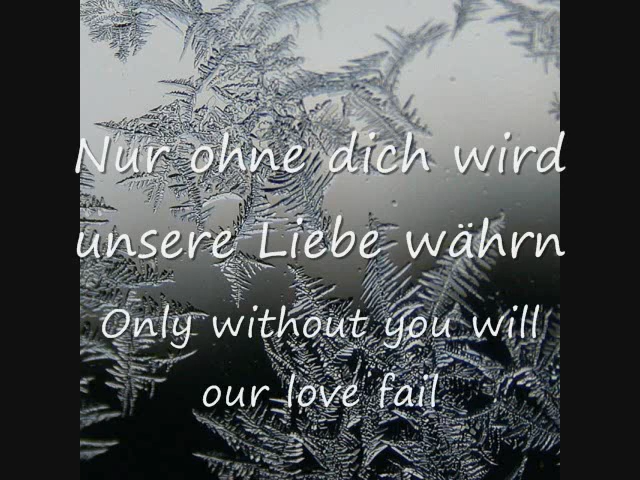 Nur ohne dich wird
unsere Liebe währn
Only without you will
our love fail